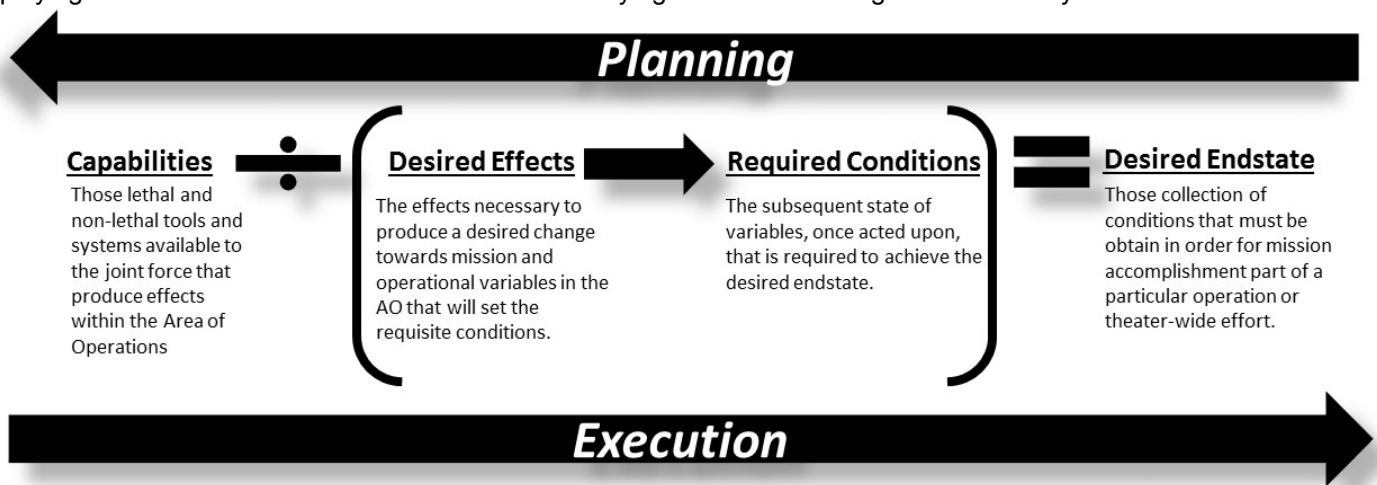 Planning
Capabilities
Those lethal and
non-lethal tools and
systems available to
the joint force that
produce effects
within the Area of
Operations
Desired Effects
The effects necessary to
produce a desired change
towards mission and
operational variables in the
AO that will set the
requisite conditions.
Required Conditions
The subsequent state of
variables, once acted upon,
that is required to achieve the
desired endstate.
Desired Endstate
Those collection of
conditions that must be
obtain in order for mission
accomplishment part of a
particular operation or
theater-wide effort.
Execution